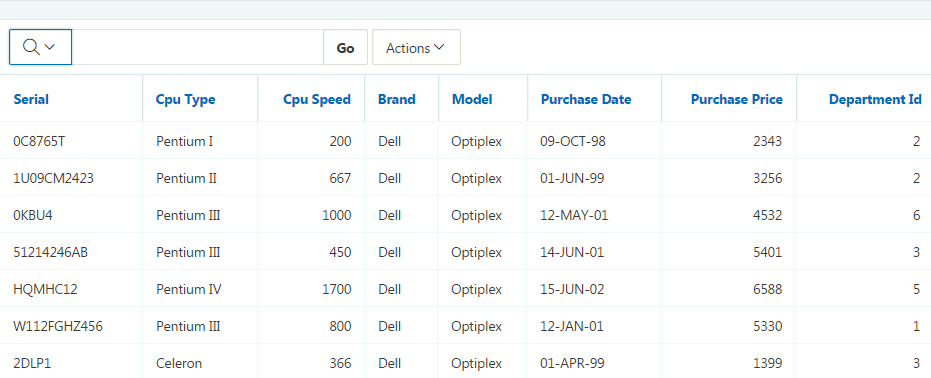 Go Actions
Serial Cpu Type Cpu Speed Brand Model Purchase Date Purchase Price Department Id
0C8765T Pentium I 200 Dell Optiplex 09-OCT-98 2343 2
1U09CM2423 Pentium II 667 Dell Optiplex 01-JUN-99 3256 2
0KBU4 Pentium III 1000 Dell Optiplex 12-MAY-01 4532 6
51214246AB Pentium III 450 Dell Optiplex 14-JUN-01 5401 3
HQMHC12 Pentium IV 1700 Dell Optiplex 15-JUN-02 6588 5
W112FGHZ456 Pentium III 800 Dell Optiplex 12-JAN-01 5330 1
2DLP1 Celeron 366 Dell Optiplex 01-APR-99 1399 3